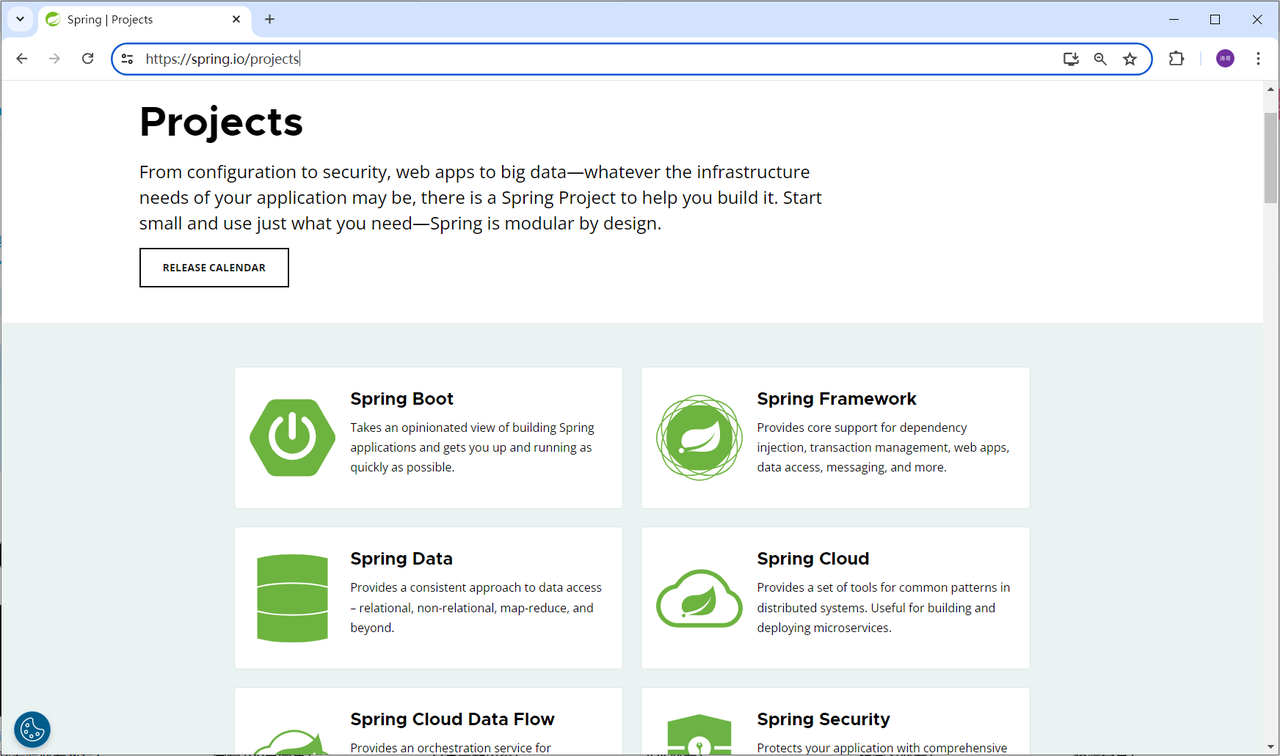 Spring | Projects
https://spring.io/projects
Projects
From configuration to security, web apps to big data—whatever the infrastructure
needs of your application may be, there is a Spring Project to help you build it. Start
small and use just what you need—Spring is modular by design.
RELEASE CALENDAR
Spring Boot
Takes an opinionated view of building Spring
applications and gets you up and running as
quickly as possible.
Spring Framework
Provides core support for dependency
injection, transaction management, web apps,
data access, messaging, and more.
Spring Data
Provides a consistent approach to data access
– relational, non-relational, map-reduce, and
beyond.
Spring Cloud
Provides a set of tools for common patterns in
distributed systems. Useful for building and
deploying microservices.
Spring Cloud Data Flow
Provides an orchestration service for
Spring Security
Protects your application with comprehensive